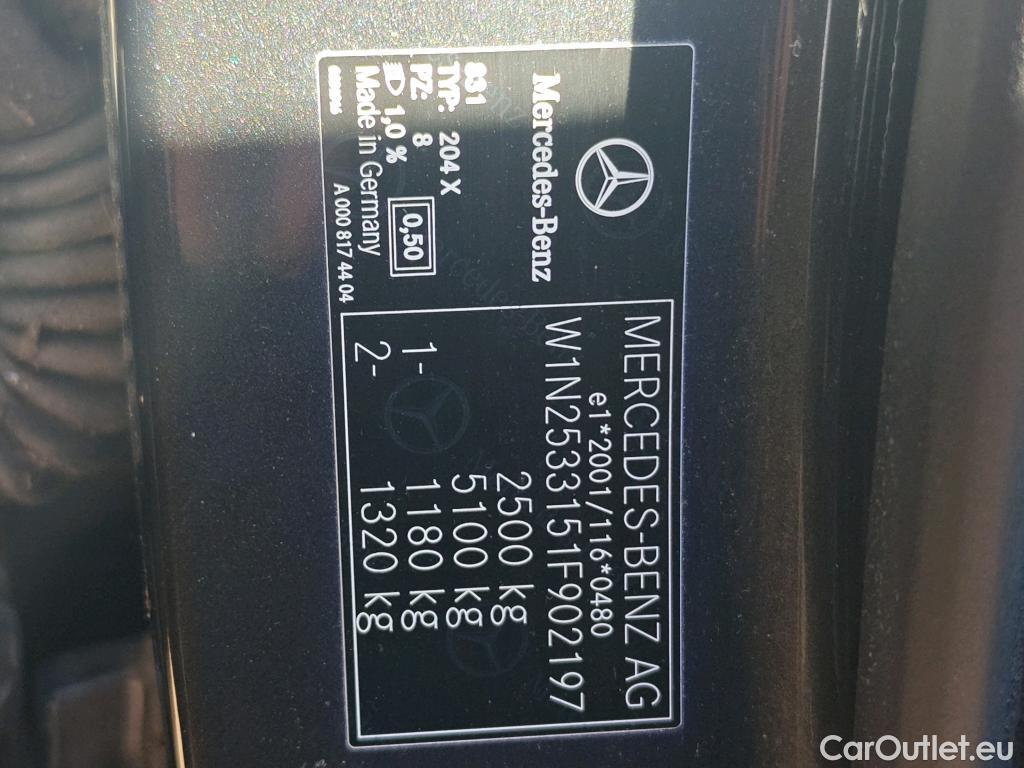 Mercedes-Benz
831
TYP: 204 X
PZ: 8 0,50
1,0 %
Made in Germany
A 000 817 44 04
MERCEDES-BENZ AG
e1*2001/116*0480
W1N2533151F902197
2500 kg
5100 kg
1- 1180 kg
2- 1320 kg
CarOutlet.eu